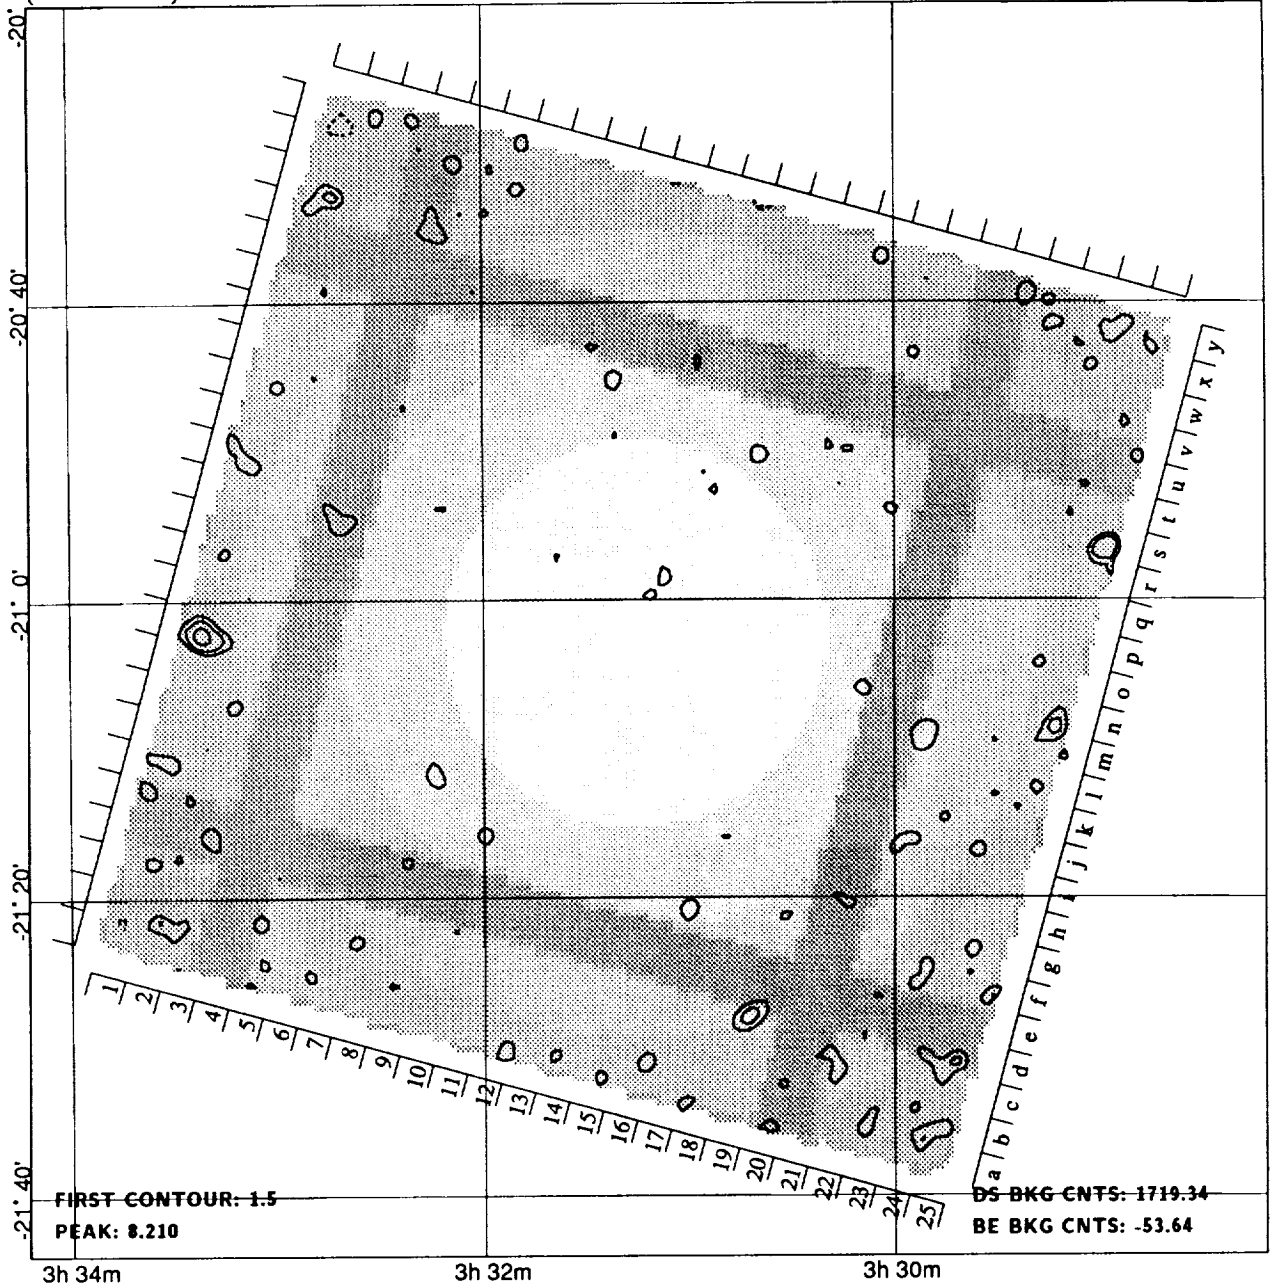 -20°
-20° 40'
-21° 0'
-21° 20'
-21° 40'
y
x
w
v
u
t
s
r
q
p
o
n
m
l
k
j
i
h
g
f
e
d
c
b
a
1 2 3 4 5 6 7 8 9 10 11 12 13 14 15 16 17 18 19 20 21 22 23 24 25
FIRST CONTOUR: 1.5
PEAK: 8.210
DS BKG CNTS: 1719.34
BE BKG CNTS: -53.64
3h 34m 3h 32m 3h 30m